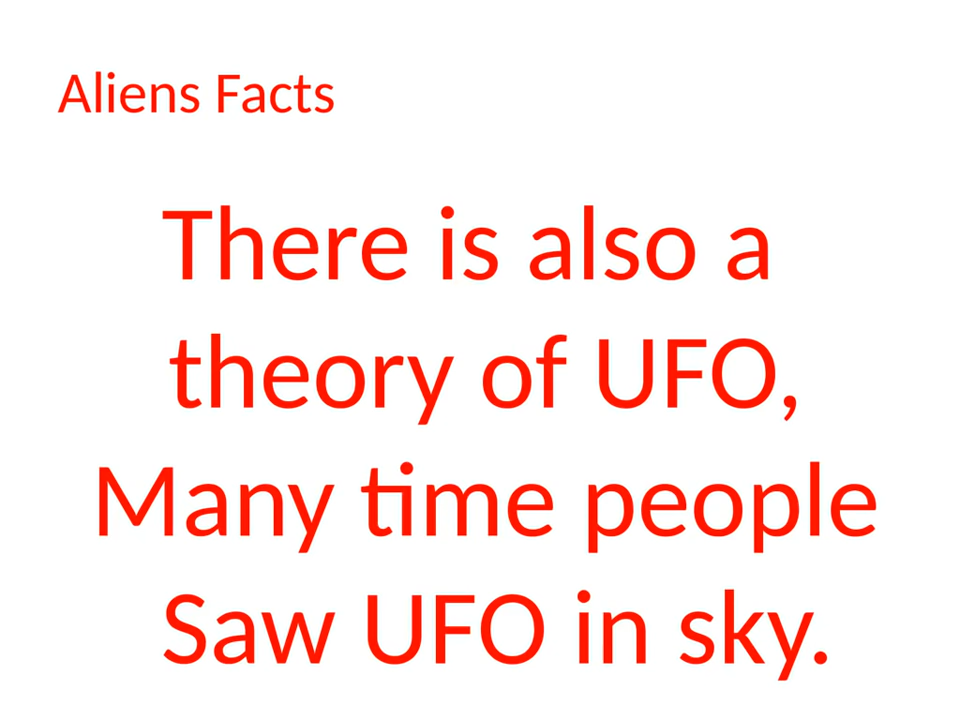 Aliens Facts
There is also a
theory of UFO,
Many time people
Saw UFO in sky.